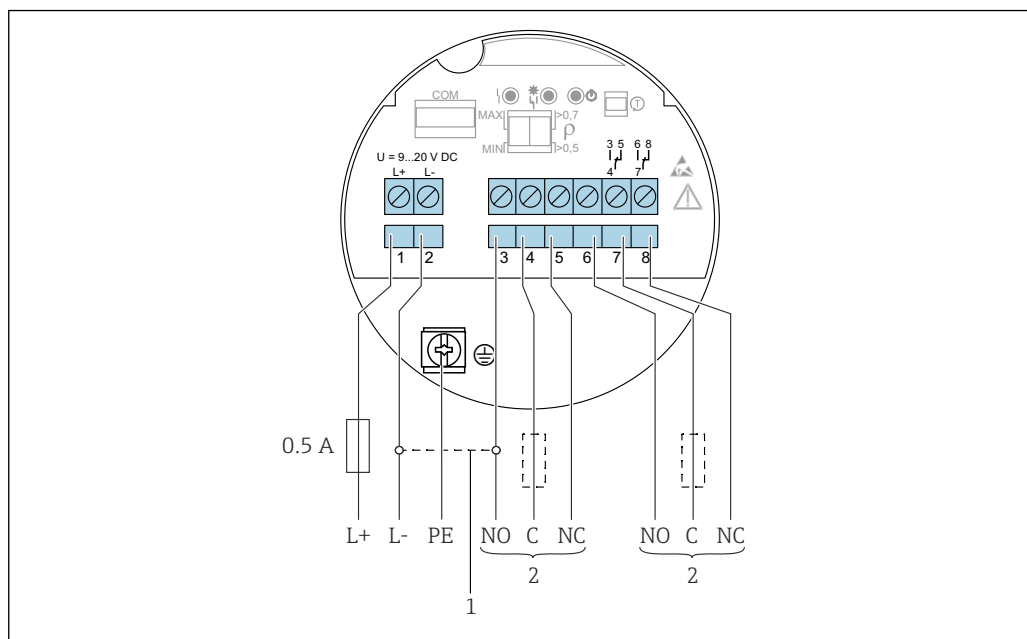 COM
MAX >0,7
ρ
MIN >0,5
T
U = 9...20 V DC
L+ L-
3 5
4
6 8
7
1 2 3 4 5 6 7 8
0.5 A
L+ L- PE NO C NC NO C NC
2 2
1